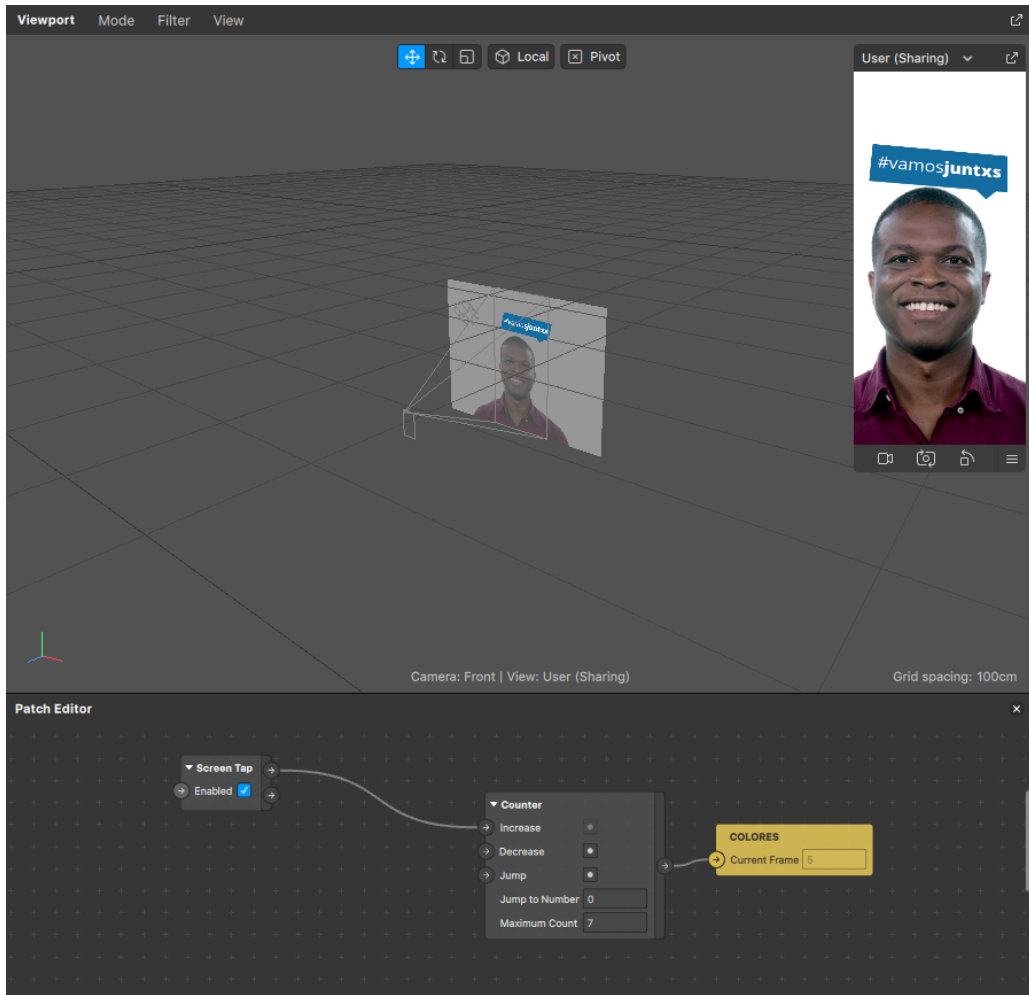 Viewport Mode Filter View
Local Pivot
User (Sharing)
#vamosjuntxs
#vamosjuntxs
Camera: Front | View: User (Sharing)
Grid spacing: 100cm
Patch Editor
Screen Tap
Enabled
Counter
Increase
Decrease
Jump
Jump to Number 0
Maximum Count 7
COLORES
Current Frame 5